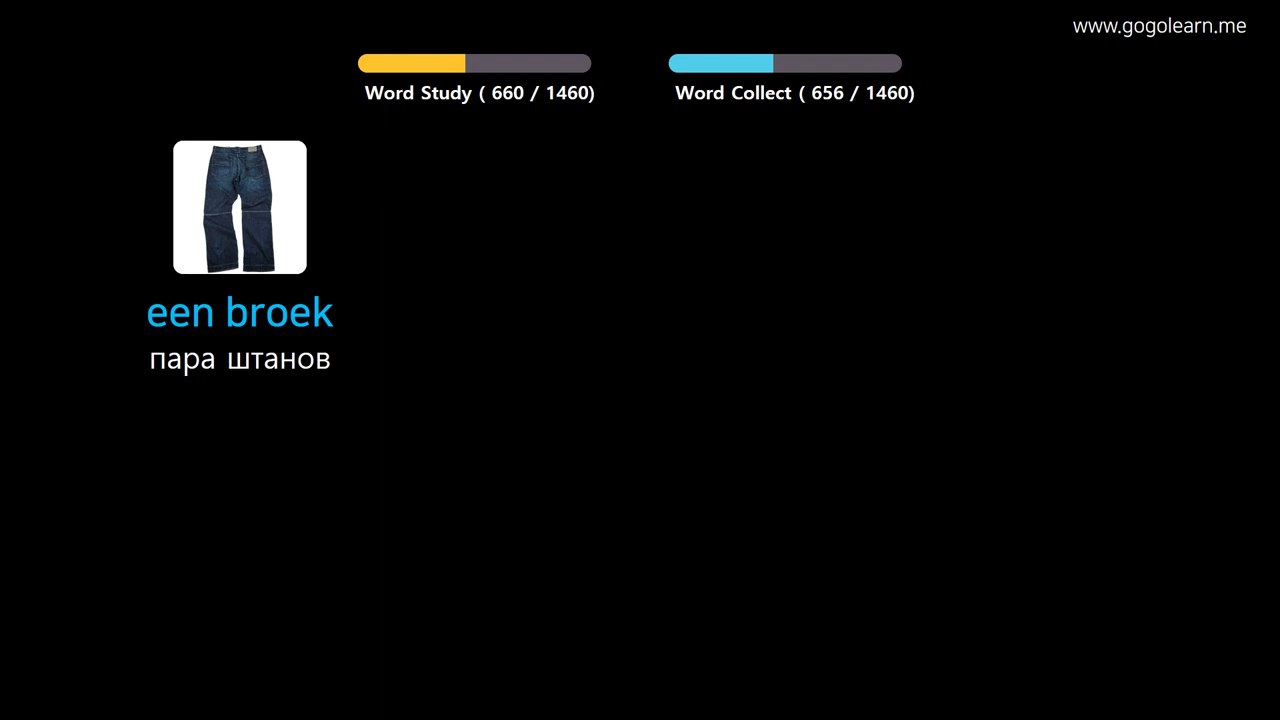 www.gogolearn.me
Word Study ( 660 / 1460)
Word Collect ( 656 / 1460)
een broek
пара штанов